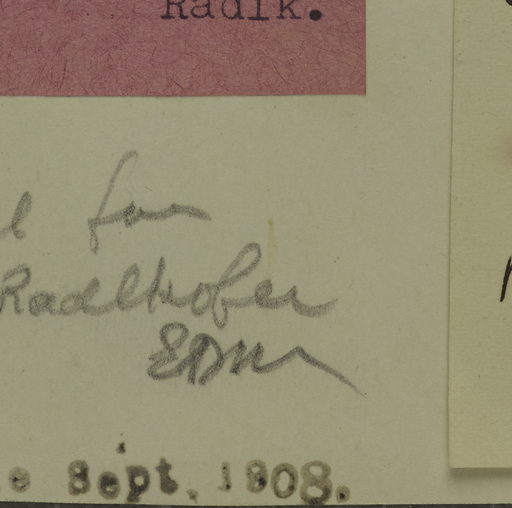 Radlk.
l for
Radlkofer
EDM
e Sept. 1908.